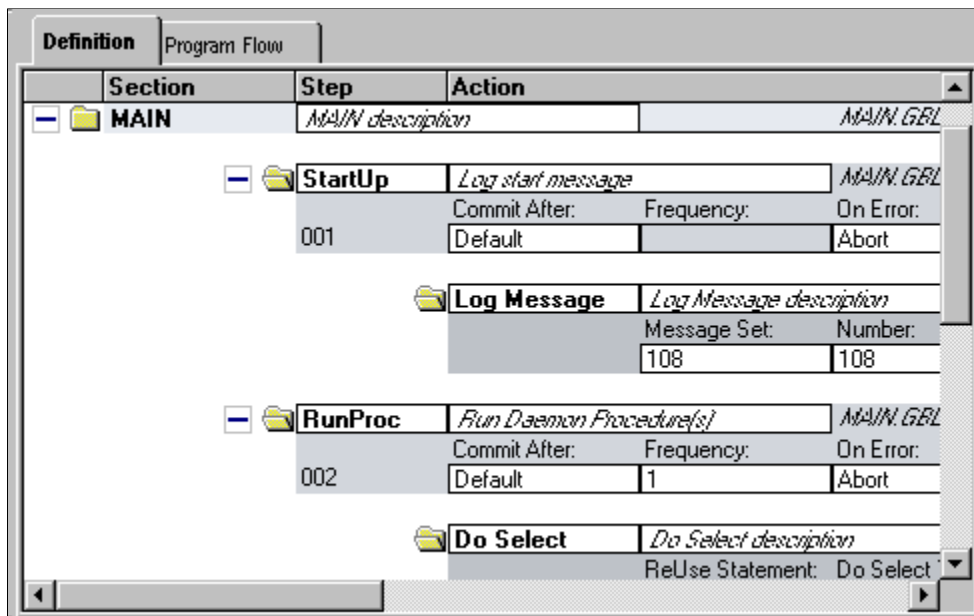 Definition Program Flow
Section Step Action
MAIN MAIN description MAIN.GBL
StartUp Log start message MAIN.GBL
Commit After: Frequency: On Error:
001 Default Abort
Log Message Log Message description
Message Set: Number:
108 108
RunProc Run Daemon Procedure(s) MAIN.GBL
Commit After: Frequency: On Error:
002 Default 1 Abort
Do Select Do Select description
ReUse Statement: Do Select